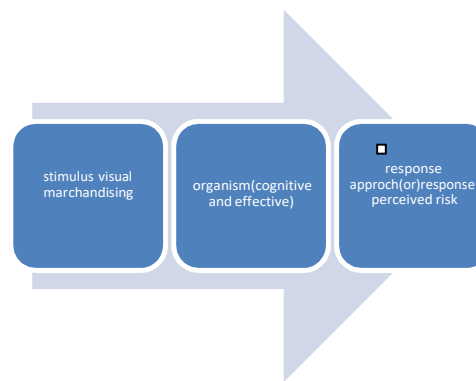 stimulus visual
marchandising
organism(cognitive
and effective)
response
approch(or)response
perceived risk